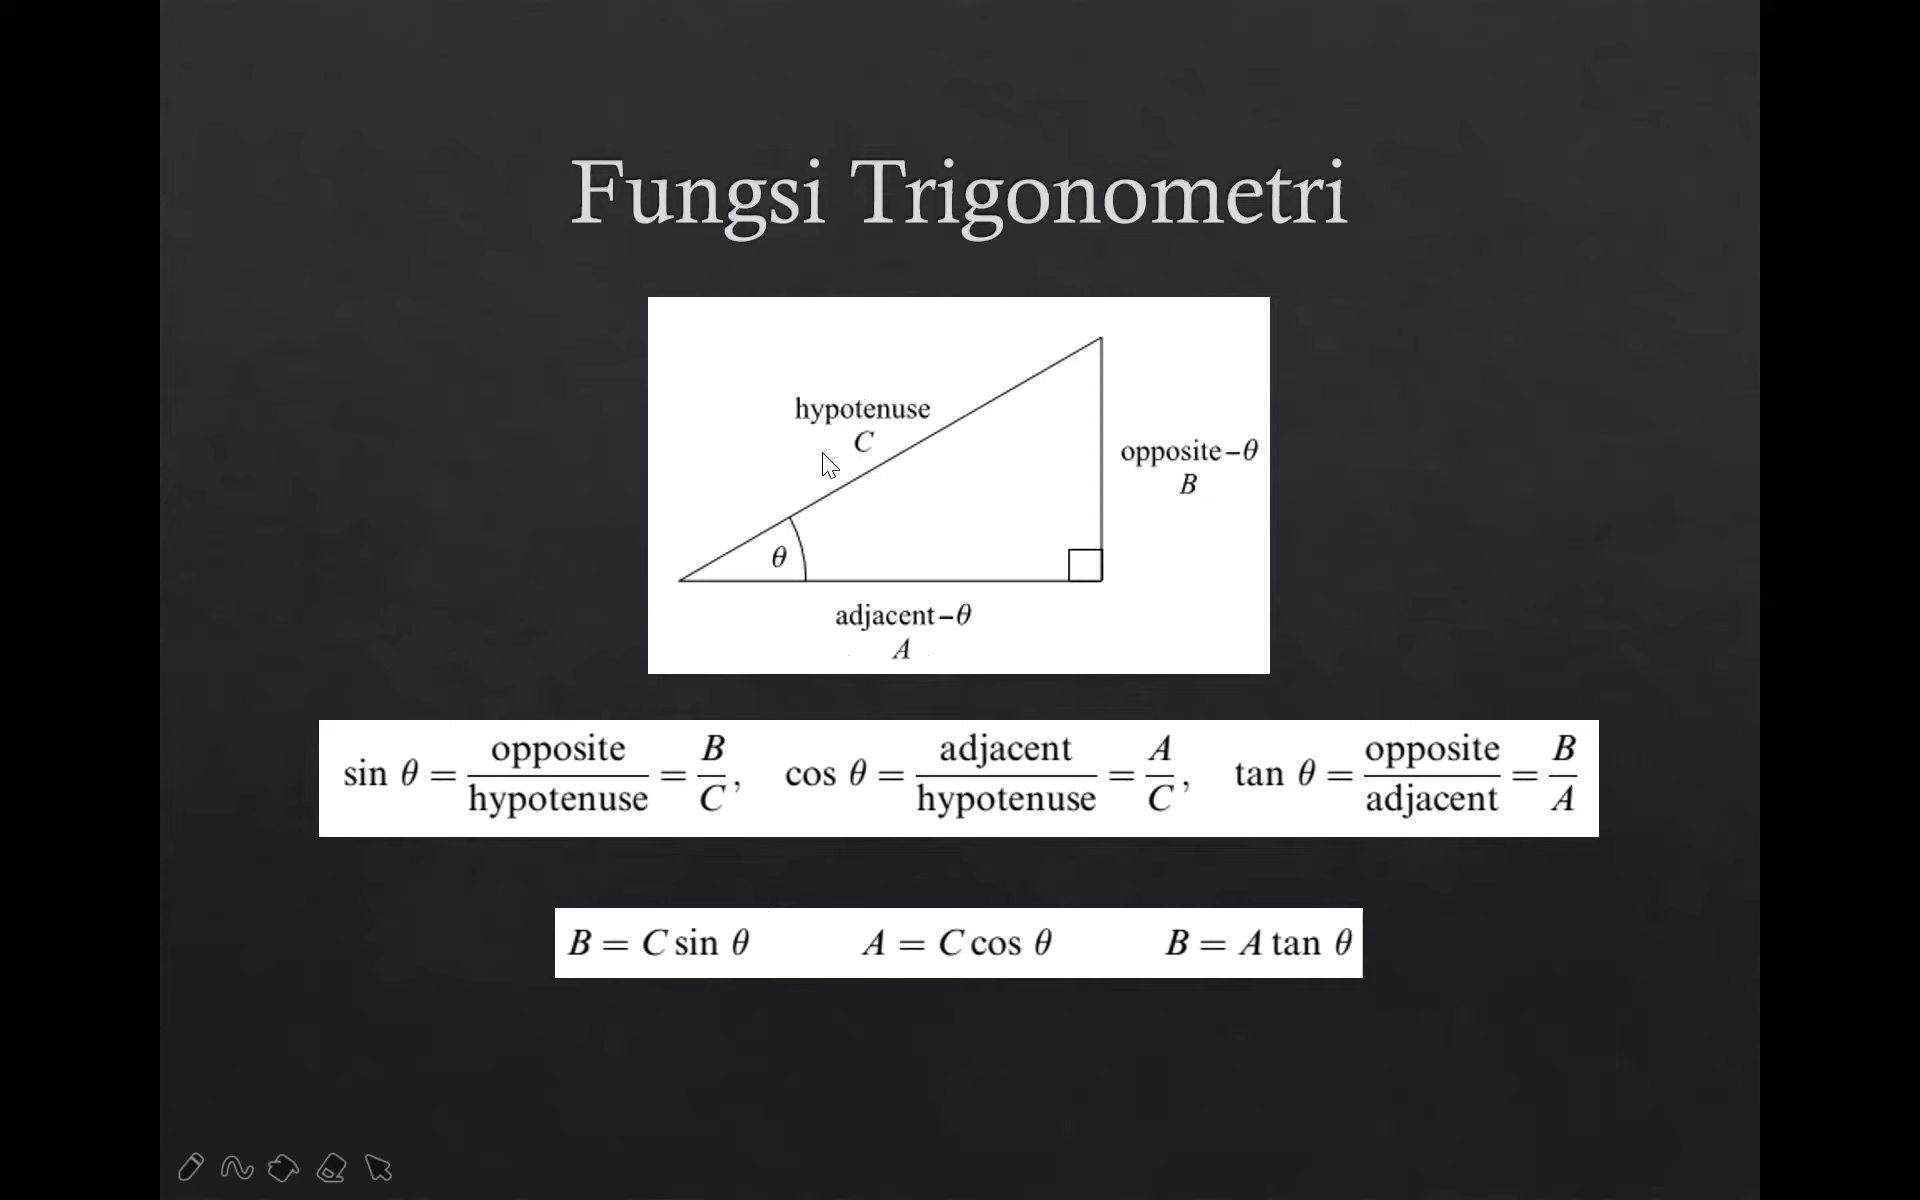 Fungsi Trigonometri
hypotenuse
C
opposite–θ
B
θ
adjacent–θ
A
sin θ = opposite/hypotenuse = B/C, cos θ = adjacent/hypotenuse = A/C, tan θ = opposite/adjacent = B/A
B = C sin θ A = C cos θ B = A tan θ